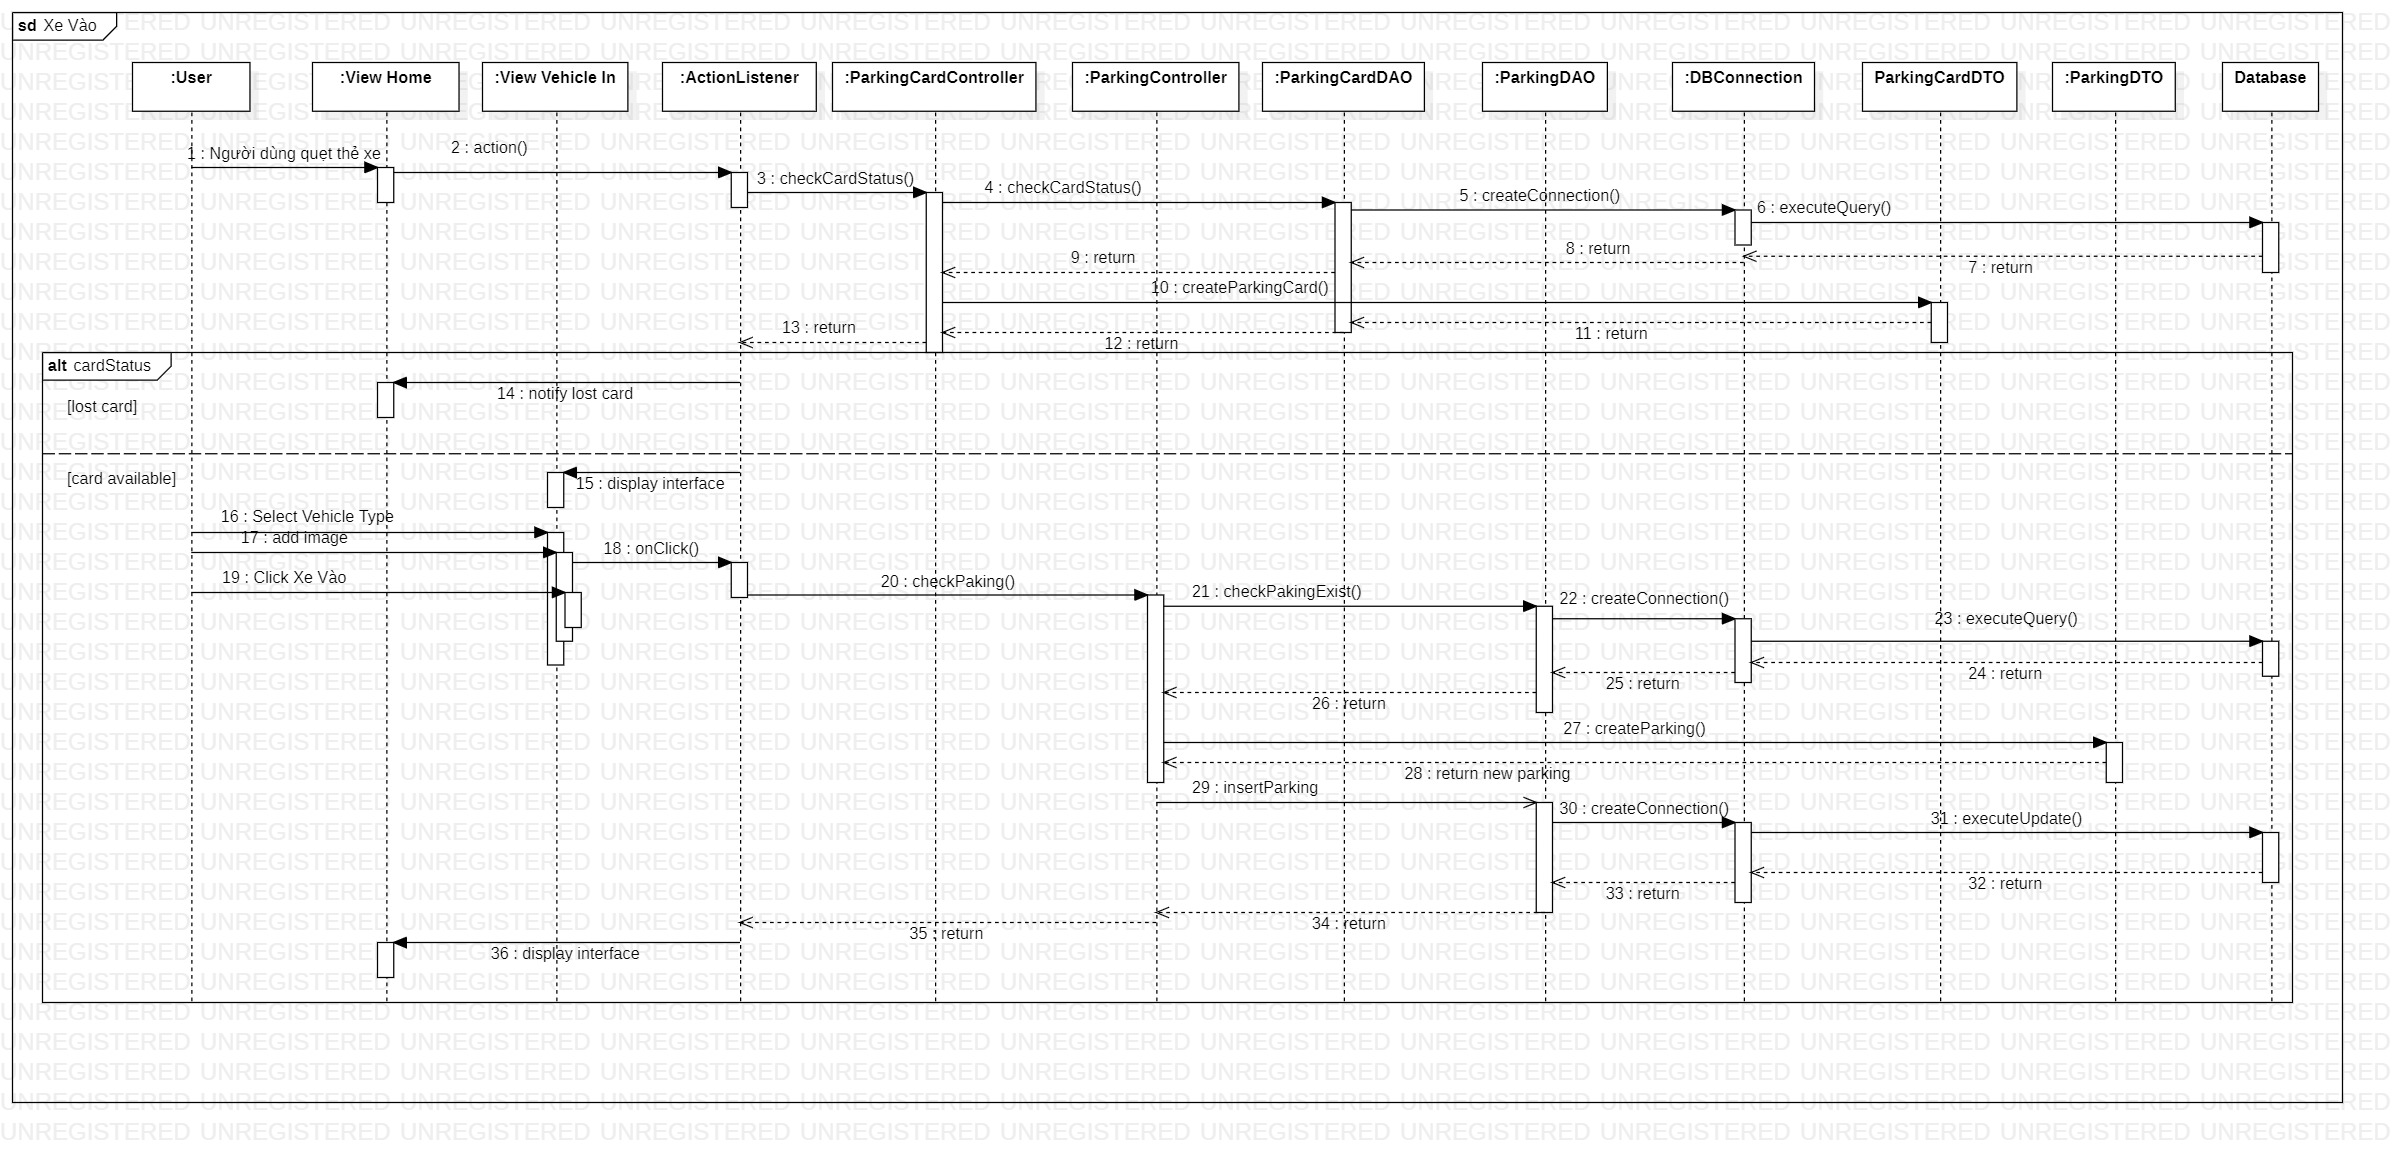 sd Xe Vào
:User
:View Home
:View Vehicle In
:ActionListener
:ParkingCardController
:ParkingController
:ParkingCardDAO
:ParkingDAO
:DBConnection
ParkingCardDTO
:ParkingDTO
Database
1 : Người dùng quẹt thẻ xe
2 : action()
3 : checkCardStatus()
4 : checkCardStatus()
5 : createConnection()
6 : executeQuery()
7 : return
8 : return
9 : return
10 : createParkingCard()
11 : return
12 : return
13 : return
alt cardStatus
14 : notify lost card
[lost card]
[card available]
15 : display interface
16 : Select Vehicle Type
17 : add image
18 : onClick()
19 : Click Xe Vào
20 : checkPaking()
21 : checkPakingExist()
22 : createConnection()
23 : executeQuery()
24 : return
25 : return
26 : return
27 : createParking()
28 : return new parking
29 : insertParking
30 : createConnection()
31 : executeUpdate()
32 : return
33 : return
34 : return
35 : return
36 : display interface
UNREGISTERED